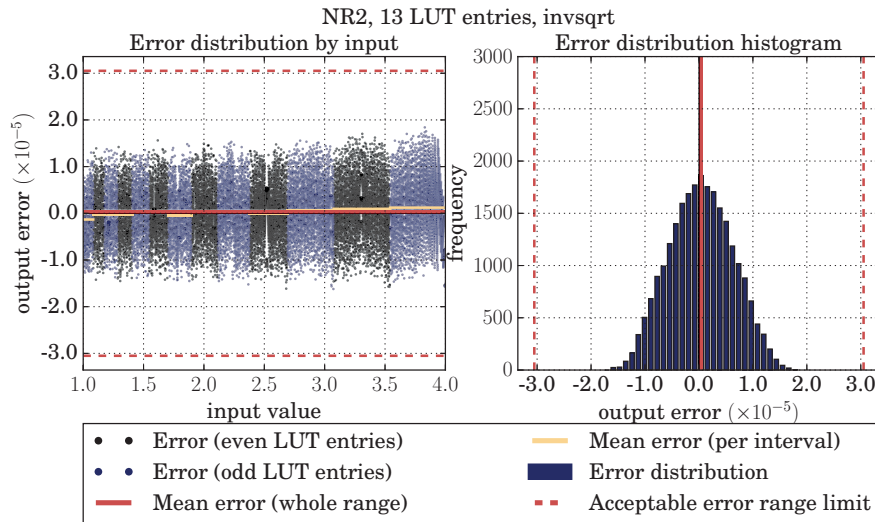 NR2, 13 LUT entries, invsqrt
Error distribution by input
3.0
2.0
1.0
0.0
-1.0
-2.0
-3.0
output error (×10⁻⁵)
1.0 1.5 2.0 2.5 3.0 3.5 4.0
input value
Error distribution histogram
3000
2500
2000
1500
1000
500
0
frequency
-3.0 -1.0 0.0 1.0 3.0
output error (×10⁻⁵)
Error (even LUT entries)
Error (odd LUT entries)
Mean error (whole range)
Mean error (per interval)
Error distribution
Acceptable error range limit